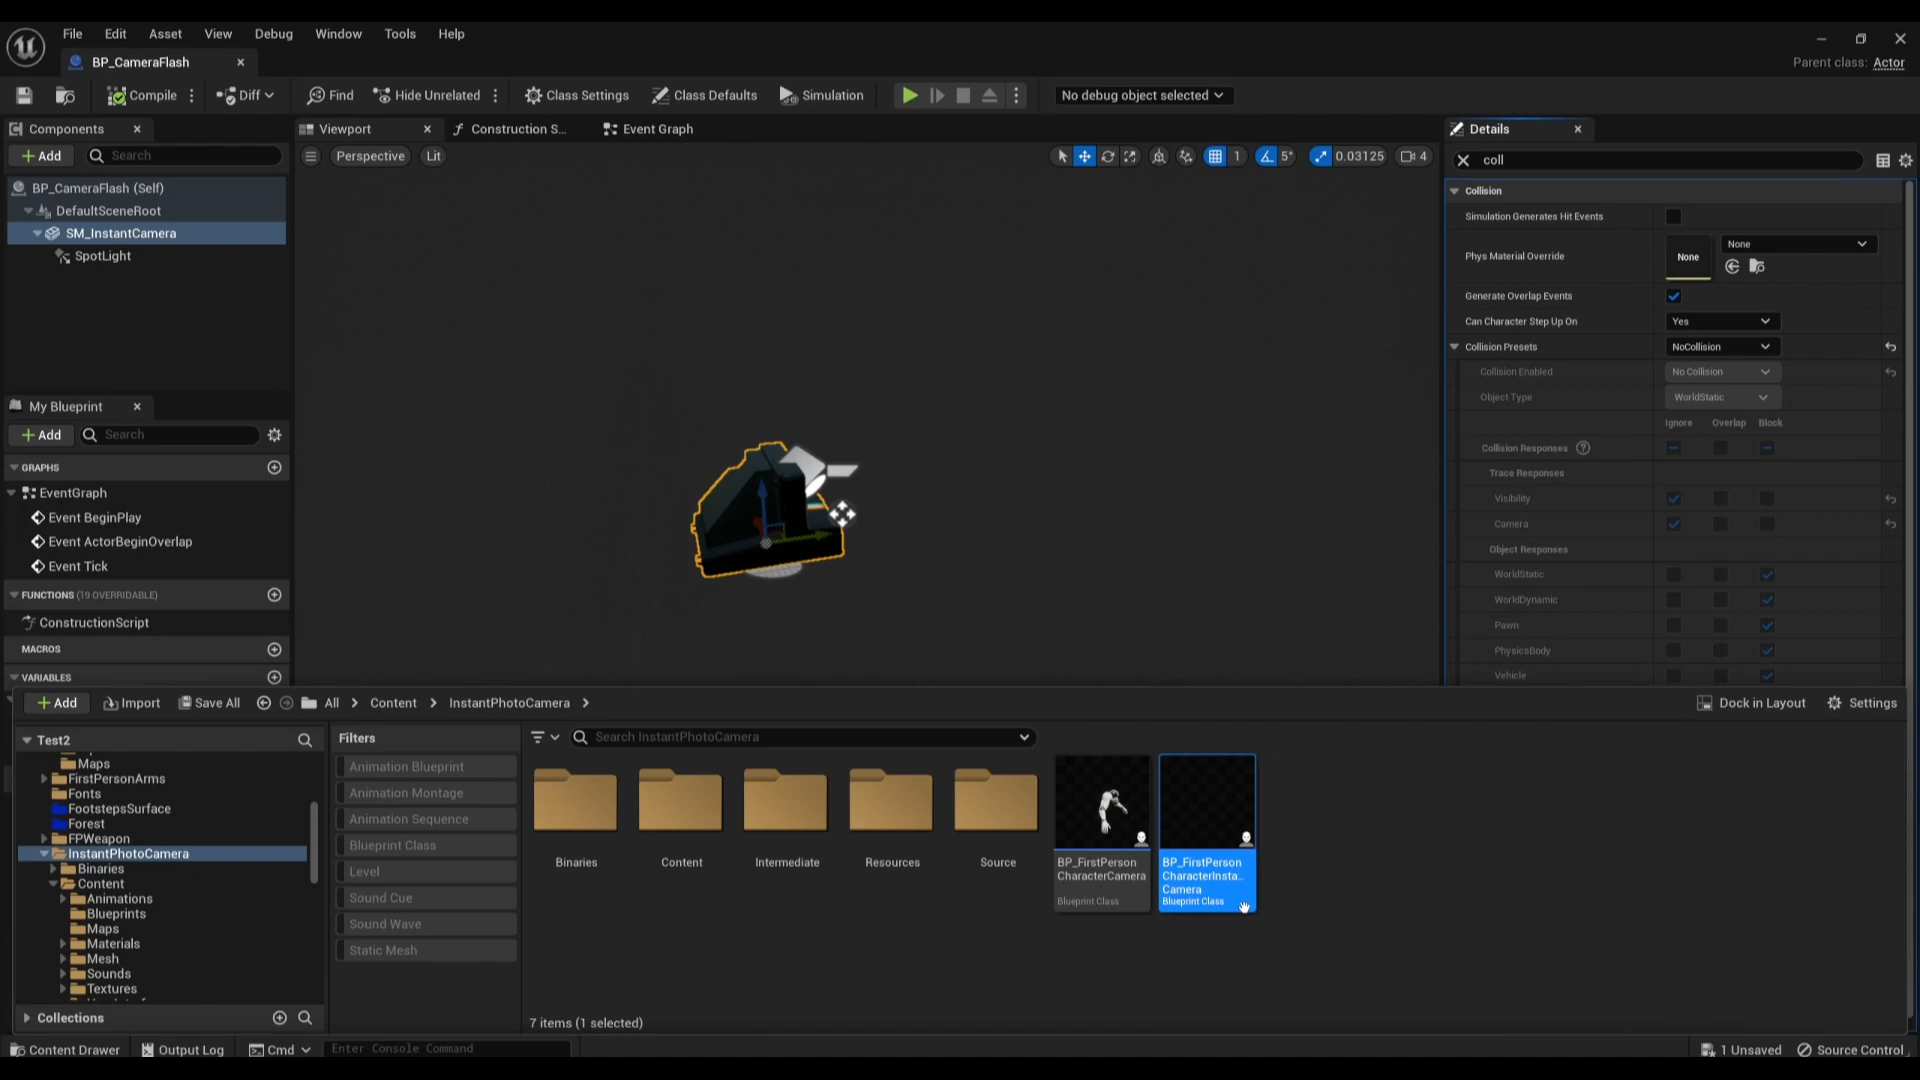 File Edit Asset View Debug Window Tools Help
BP_CameraFlash
Parent class: Actor
Compile Diff Find Hide Unrelated Class Settings Class Defaults Simulation No debug object selected
Components
Viewport Construction S... Event Graph
Details
Add Search
Perspective Lit
1 5° 0.03125 4
coll
BP_CameraFlash (Self)
DefaultSceneRoot
SM_InstantCamera
SpotLight
Collision
Simulation Generates Hit Events
Phys Material Override None None
Generate Overlap Events
Can Character Step Up On Yes
Collision Presets NoCollision
Collision Enabled No Collision
Object Type WorldStatic
Ignore Overlap Block
Collision Responses ?
Trace Responses
Visibility
Camera
Object Responses
WorldStatic
WorldDynamic
Pawn
PhysicsBody
Vehicle
My Blueprint
Add Search
GRAPHS
EventGraph
Event BeginPlay
Event ActorBeginOverlap
Event Tick
FUNCTIONS (19 OVERRIDABLE)
ConstructionScript
MACROS
VARIABLES
Add Import Save All All Content InstantPhotoCamera Dock in Layout Settings
Test2
Maps
FirstPersonArms
Fonts
FootstepsSurface
Forest
FPWeapon
InstantPhotoCamera
Binaries
Content
Animations
Blueprints
Maps
Materials
Mesh
Sounds
Textures
Collections
Filters
Animation Blueprint
Animation Montage
Animation Sequence
Blueprint Class
Level
Sound Cue
Sound Wave
Static Mesh
Search InstantPhotoCamera
Binaries Content Intermediate Resources Source
BP_FirstPerson
CharacterCamera
Blueprint Class
BP_FirstPerson
CharacterInsta...
Camera
Blueprint Class
7 items (1 selected)
Content Drawer Output Log Cmd Enter Console Command 1 Unsaved Source Control